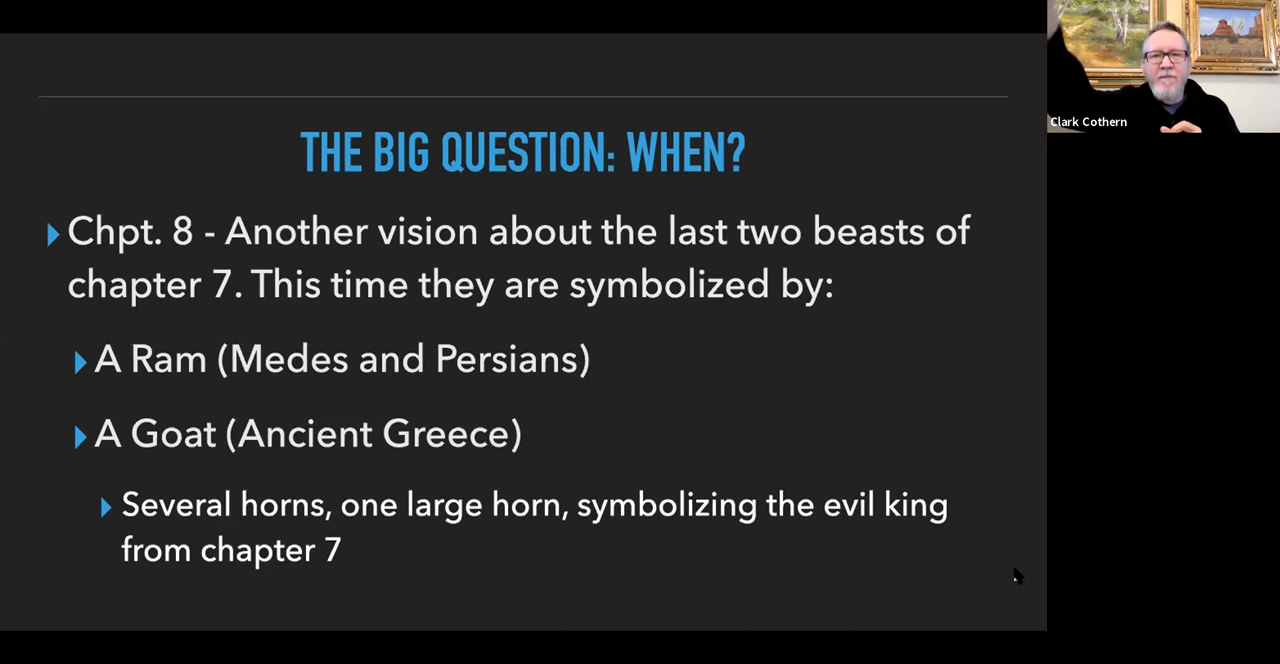 THE BIG QUESTION: WHEN?
Chpt. 8 - Another vision about the last two beasts of
chapter 7. This time they are symbolized by:
A Ram (Medes and Persians)
A Goat (Ancient Greece)
Several horns, one large horn, symbolizing the evil king
from chapter 7
Clark Cothern